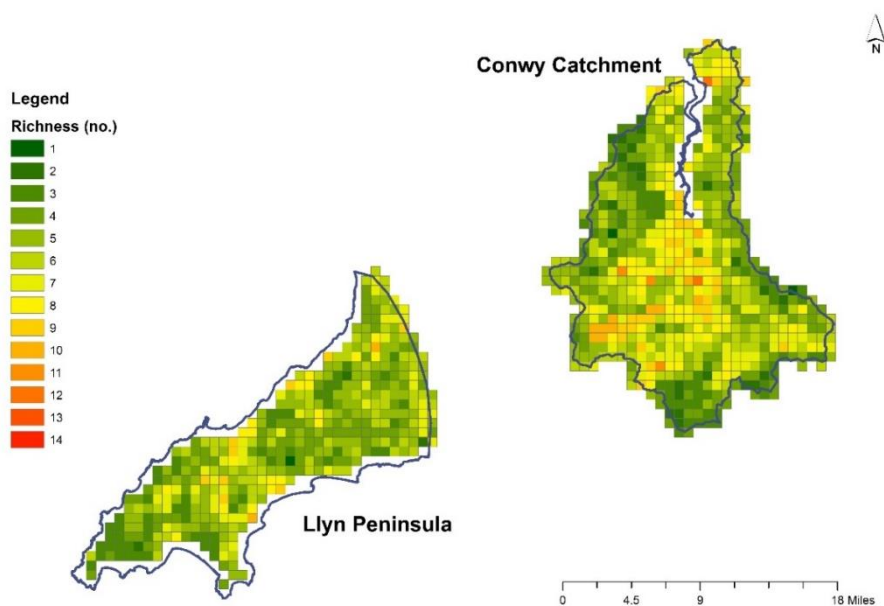 Conwy Catchment
N
Legend
Richness (no.)
1
2
3
4
5
6
7
8
9
10
11
12
13
14
Llyn Peninsula
0 4.5 9 18 Miles